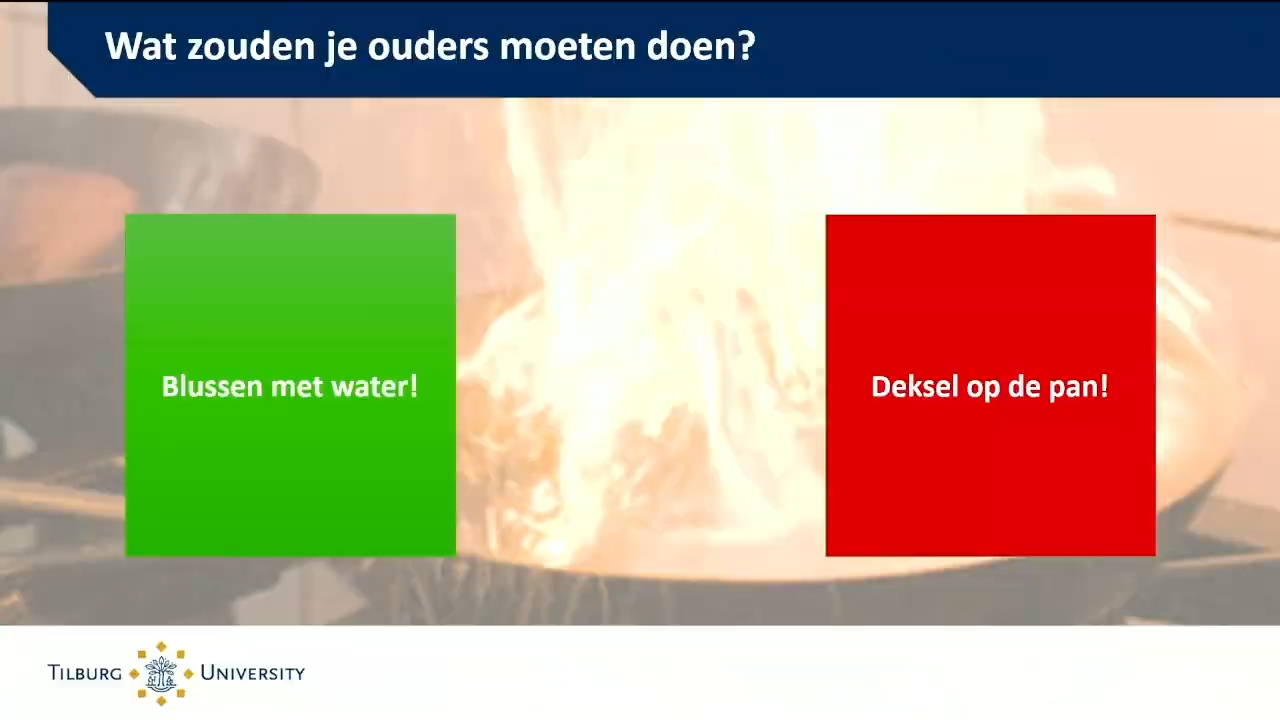 Wat zouden je ouders moeten doen?
Blussen met water!
Deksel op de pan!
TILBURG UNIVERSITY